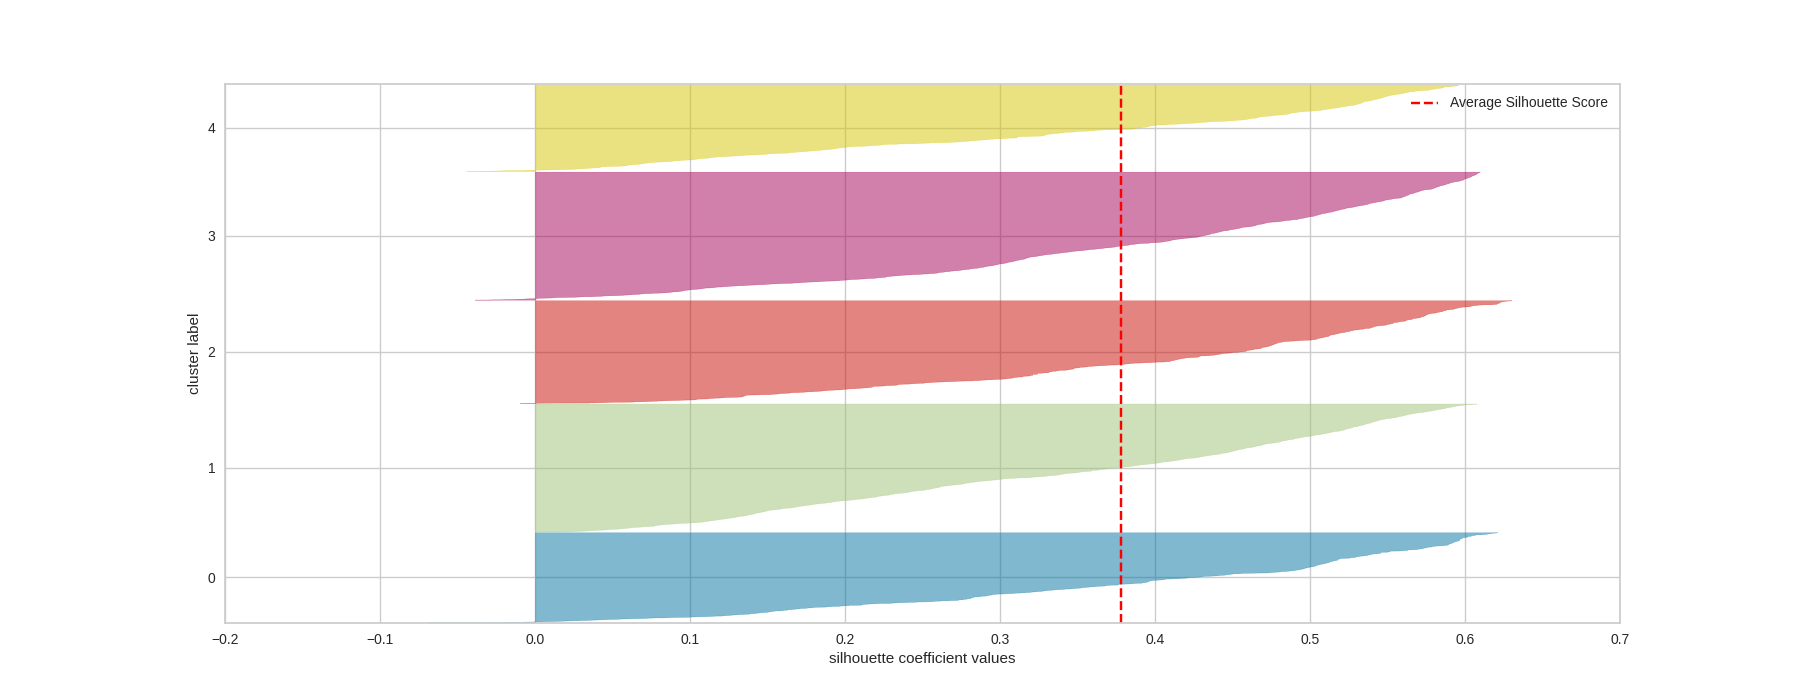 Average Silhouette Score
4
3
2
1
0
cluster label
−0.2 −0.1 0.0 0.1 0.2 0.3 0.4 0.5 0.6 0.7
silhouette coefficient values